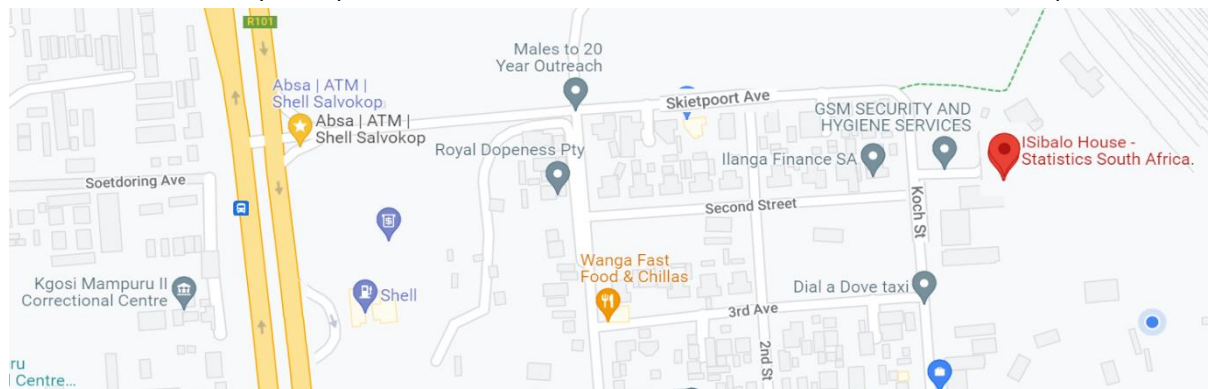 R101
Males to 20
Year Outreach
Absa | ATM |
Shell Salvokop
Absa | ATM |
Shell Salvokop
Skietpoort Ave
GSM SECURITY AND
HYGIENE SERVICES
ISibalo House -
Statistics South Africa.
Royal Dopeness Pty
Ilanga Finance SA
Soetdoring Ave
Second Street
Koch St
Wanga Fast
Food & Chillas
Kgosi Mampuru II
Correctional Centre
Shell
Dial a Dove taxi
3rd Ave
2nd St
ru
l Centre...